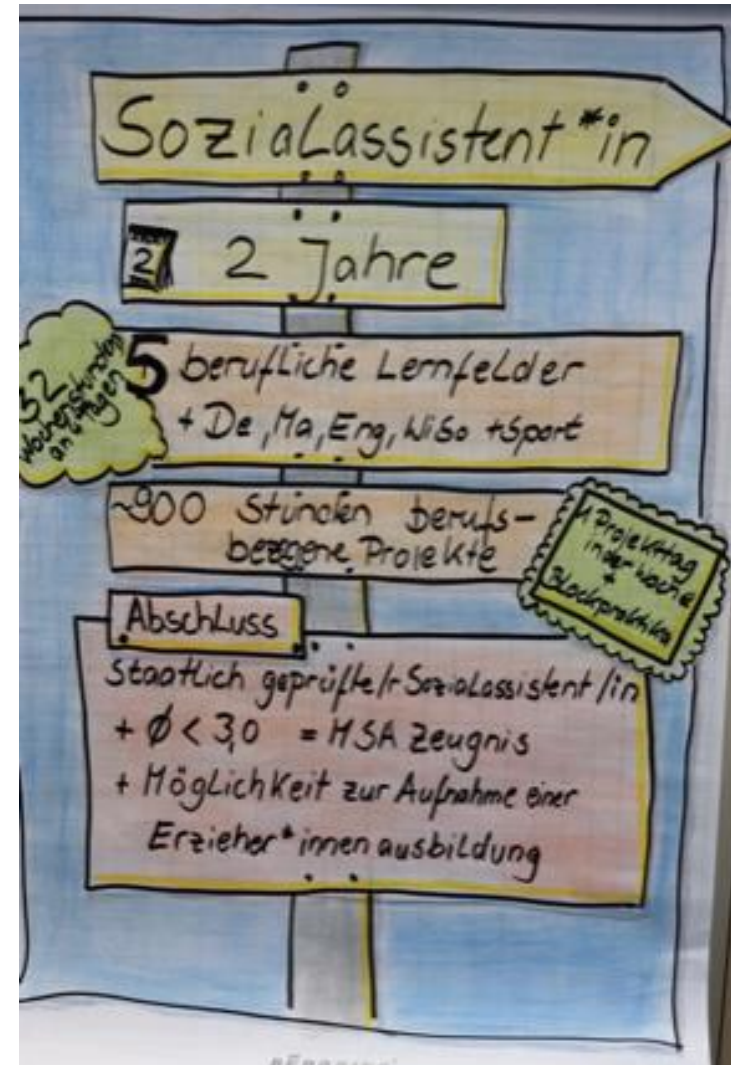 Sozialassistent*in
2
2 Jahre
32
Wochenstunden
an 4 Tagen
5 berufliche Lernfelder
+ De, Ma, Eng, WiSo + Sport
~900 Stunden berufs-
bezogene Projekte
1 Projekttag
in der Woche
+
Blockpraktika
Abschluss
Staatlich geprüfte/r Sozialassistent/in
+ Ø < 3,0 = MSA Zeugnis
+ Möglichkeit zur Aufnahme einer
Erzieher*innenausbildung